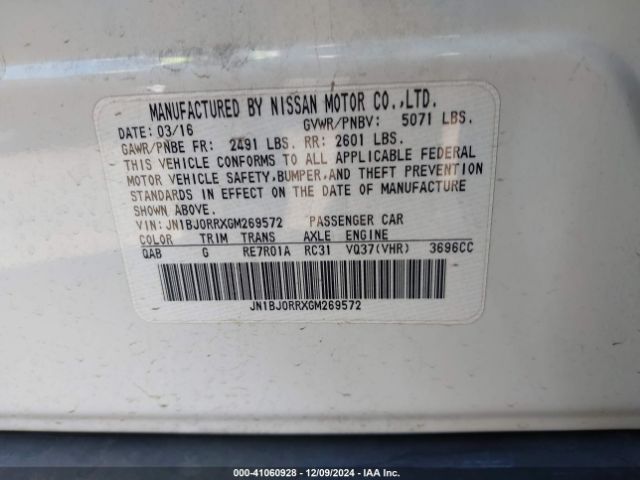 MANUFACTURED BY NISSAN MOTOR CO.,LTD.
DATE: 03/16 GVWR/PNBV: 5071 LBS.
GAWR/PNBE FR: 2491 LBS. RR: 2601 LBS.
THIS VEHICLE CONFORMS TO ALL APPLICABLE FEDERAL
MOTOR VEHICLE SAFETY,BUMPER,AND THEFT PREVENTION
STANDARDS IN EFFECT ON THE DATE OF MANUFACTURE
SHOWN ABOVE.
VIN: JN1BJ0RRXGM269572 PASSENGER CAR
COLOR TRIM TRANS AXLE ENGINE
QAB G RE7R01A RC31 VQ37(VHR) 3696CC
JN1BJ0RRXGM269572
000-41060928 - 12/09/2024 - IAA Inc.